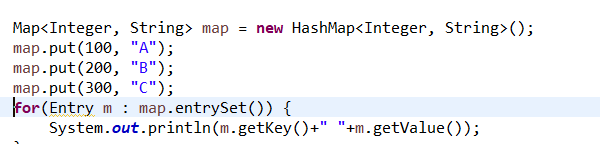 Map<Integer, String> map = new HashMap<Integer, String>();
map.put(100, "A");
map.put(200, "B");
map.put(300, "C");
for(Entry m : map.entrySet()) {
    System.out.println(m.getKey()+" "+m.getValue());